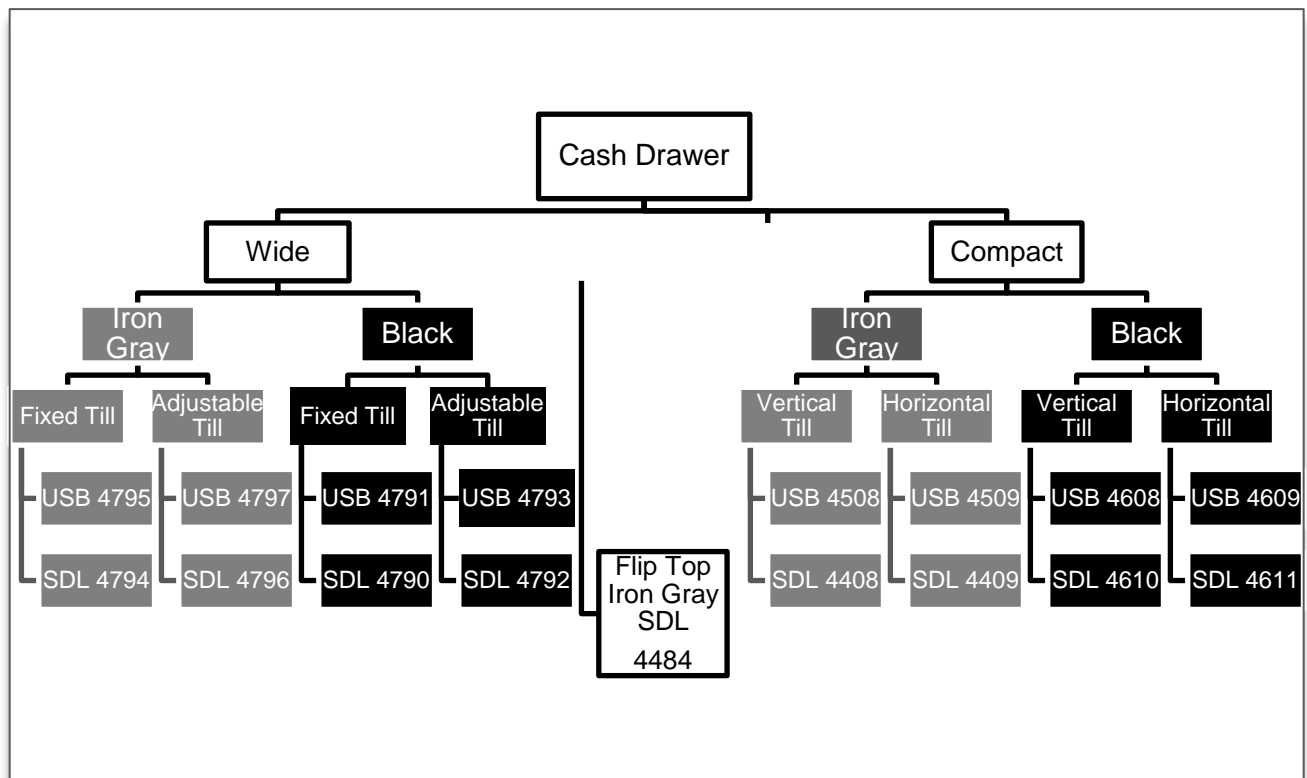 Cash Drawer
Wide
Compact
Iron
Gray
Black
Iron
Gray
Black
Fixed Till
Adjustable
Till
Fixed Till
Adjustable
Till
Vertical
Till
Horizontal
Till
Vertical
Till
Horizontal
Till
USB 4795
USB 4797
USB 4791
USB 4793
USB 4508
USB 4509
USB 4608
USB 4609
SDL 4794
SDL 4796
SDL 4790
SDL 4792
Flip Top
Iron Gray
SDL
4484
SDL 4408
SDL 4409
SDL 4610
SDL 4611